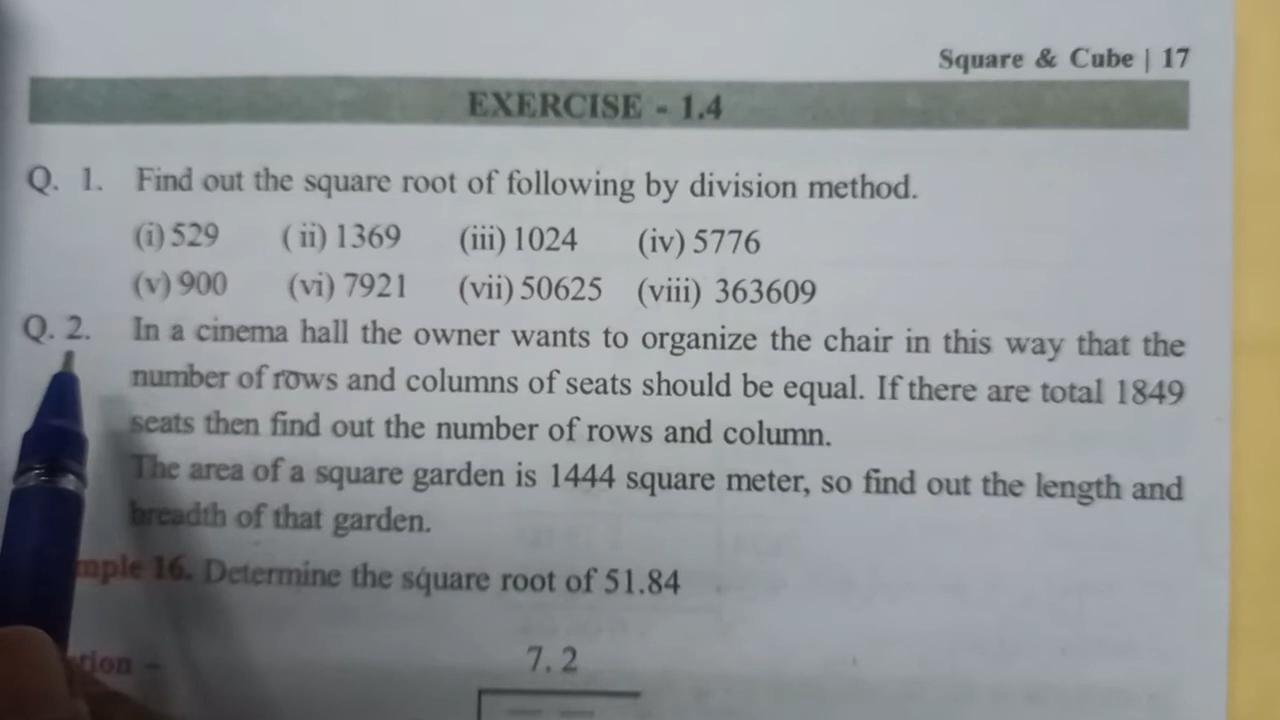 Square & Cube | 17
EXERCISE - 1.4
Q. 1. Find out the square root of following by division method.
(i) 529 ( ii) 1369 (iii) 1024 (iv) 5776
(v) 900 (vi) 7921 (vii) 50625 (viii) 363609
Q. 2. In a cinema hall the owner wants to organize the chair in this way that the
number of rows and columns of seats should be equal. If there are total 1849
seats then find out the number of rows and column.
The area of a square garden is 1444 square meter, so find out the length and
breadth of that garden.
16. Determine the square root of 51.84
7. 2